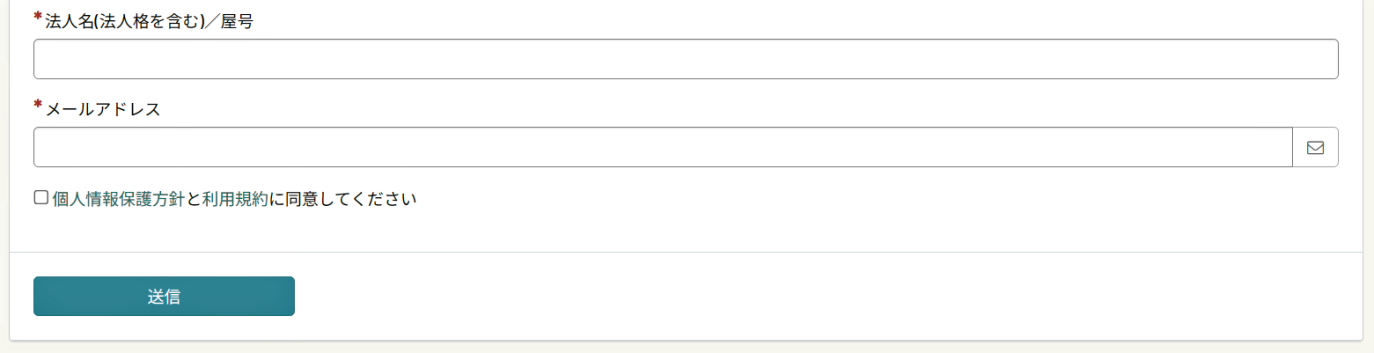 *法人名(法人格を含む)／屋号
*メールアドレス
個人情報保護方針と利用規約に同意してください
送信